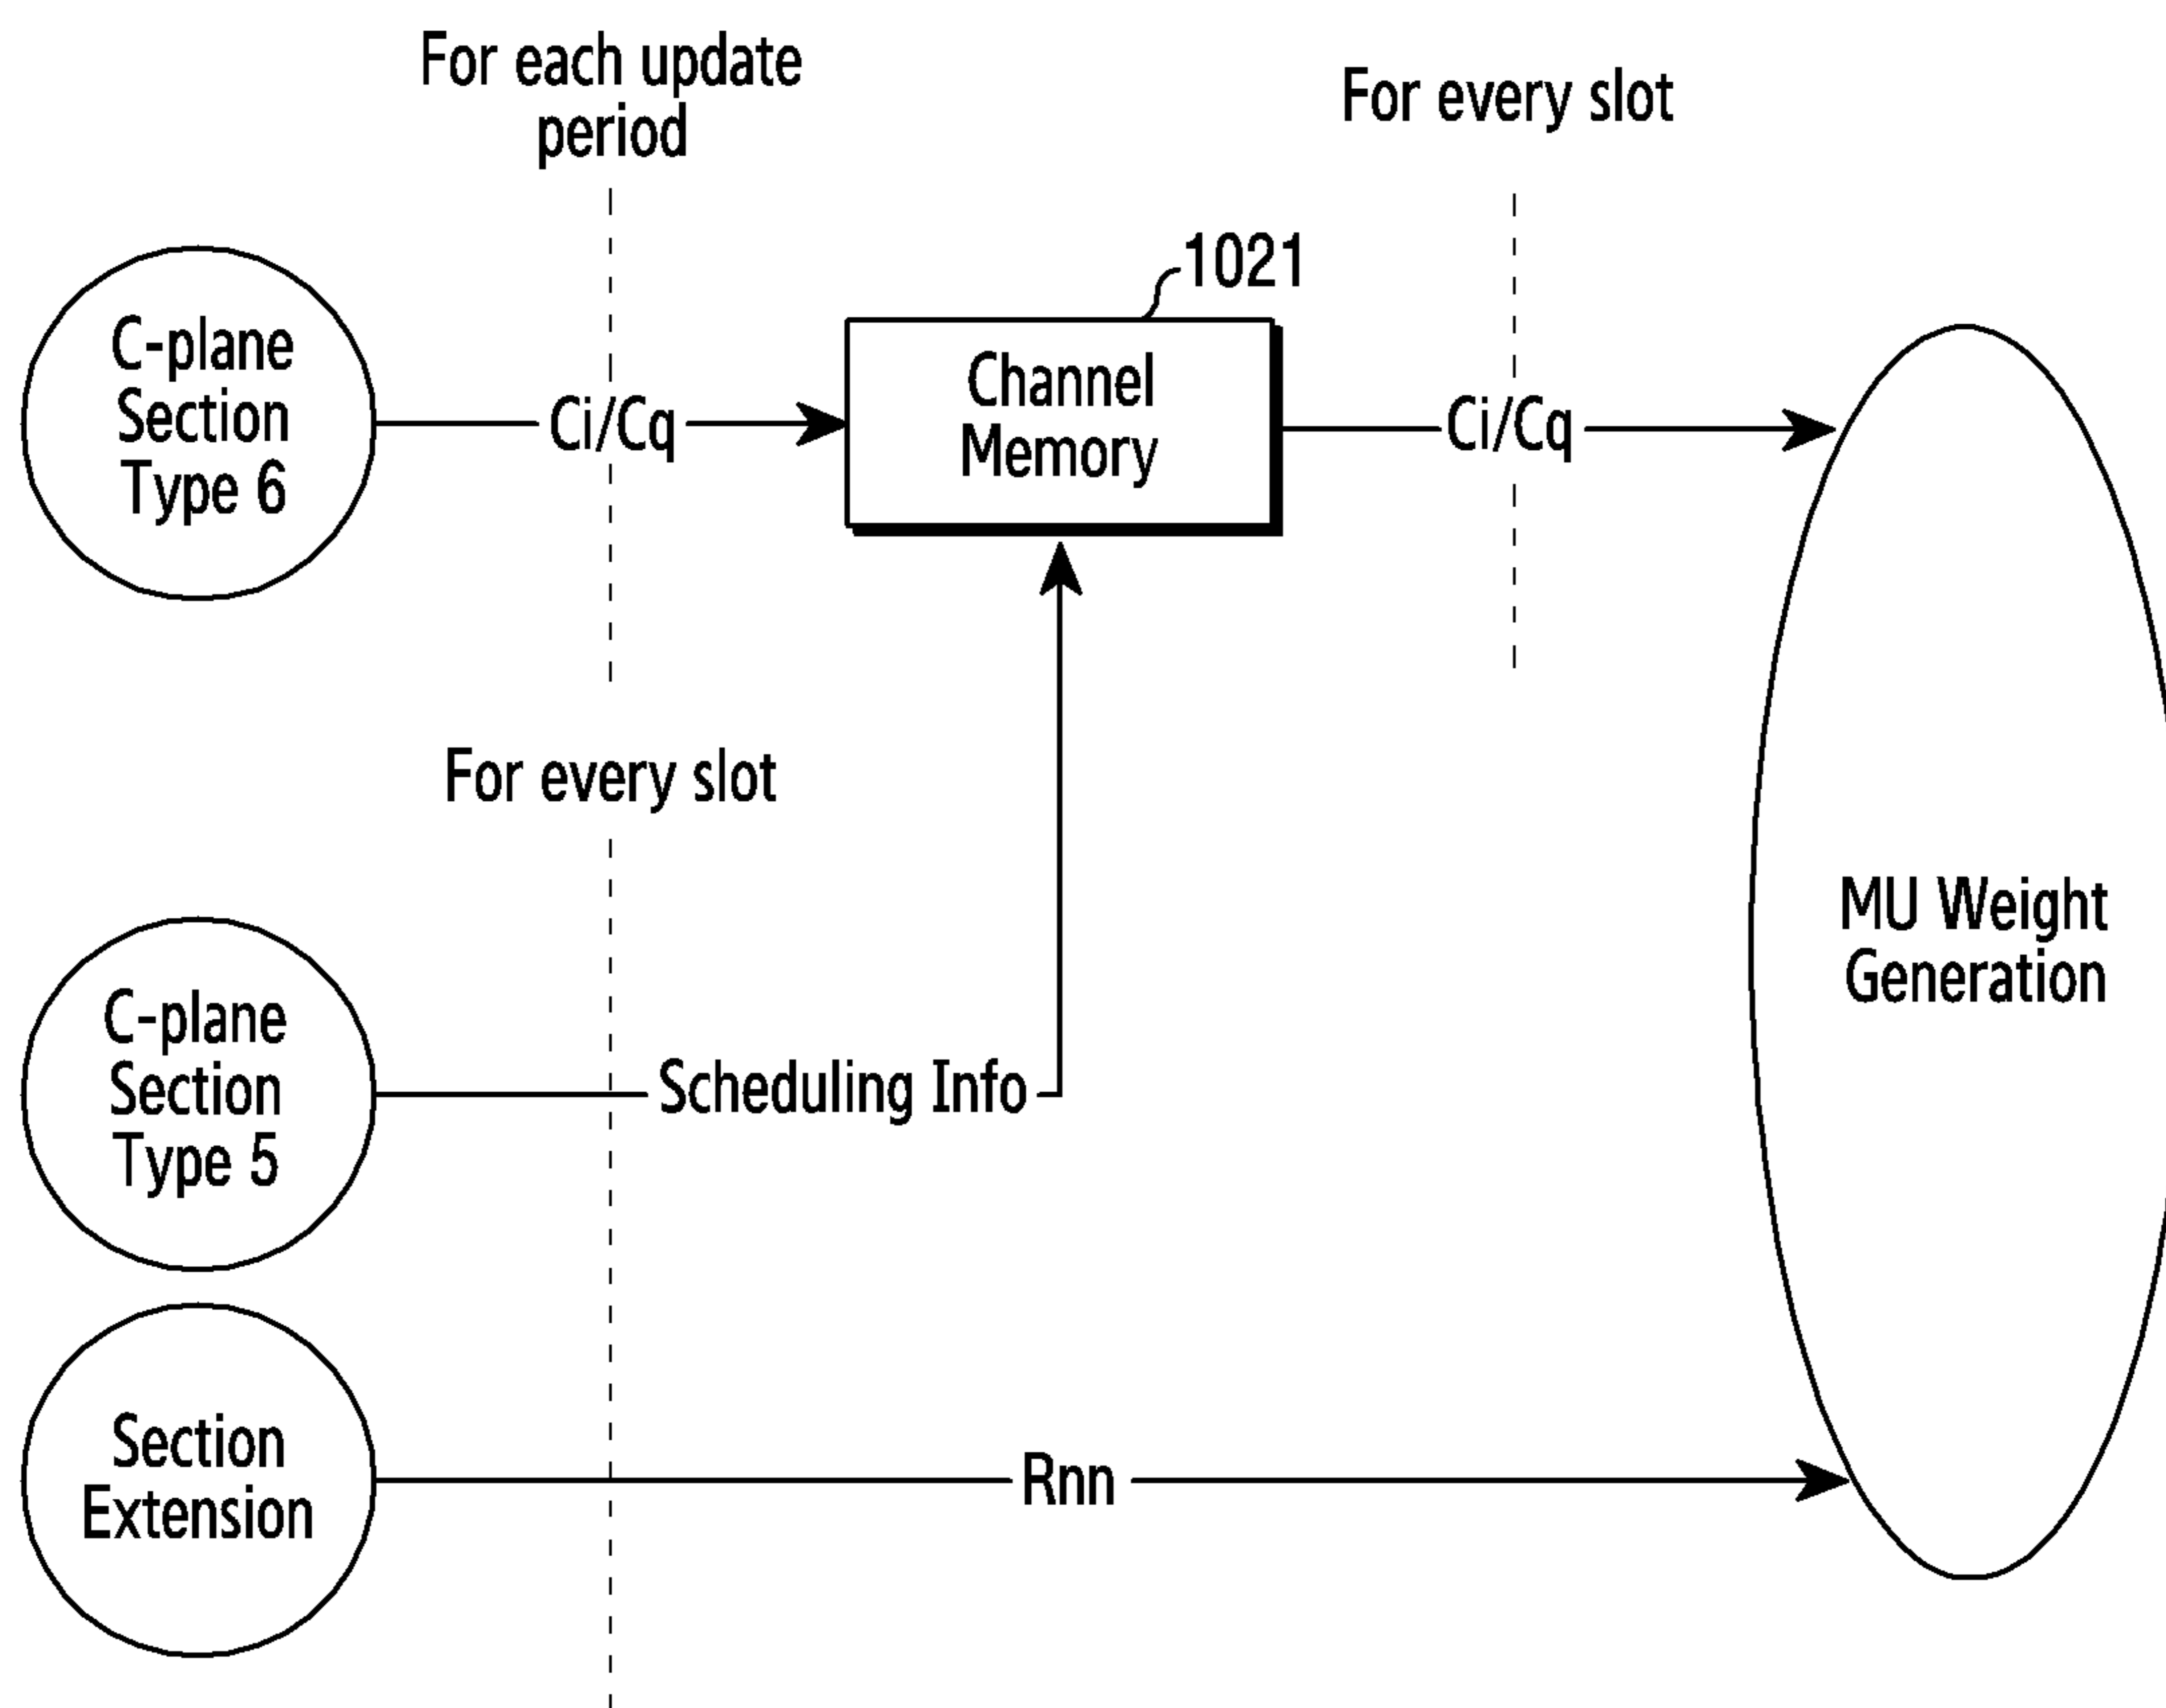 For each update
period
For every slot
1021
C-plane
Section
Type 6
Ci/Cq
Channel
Memory
Ci/Cq
For every slot
MU Weight
Generation
C-plane
Section
Type 5
Scheduling Info
Section
Extension
Rnn